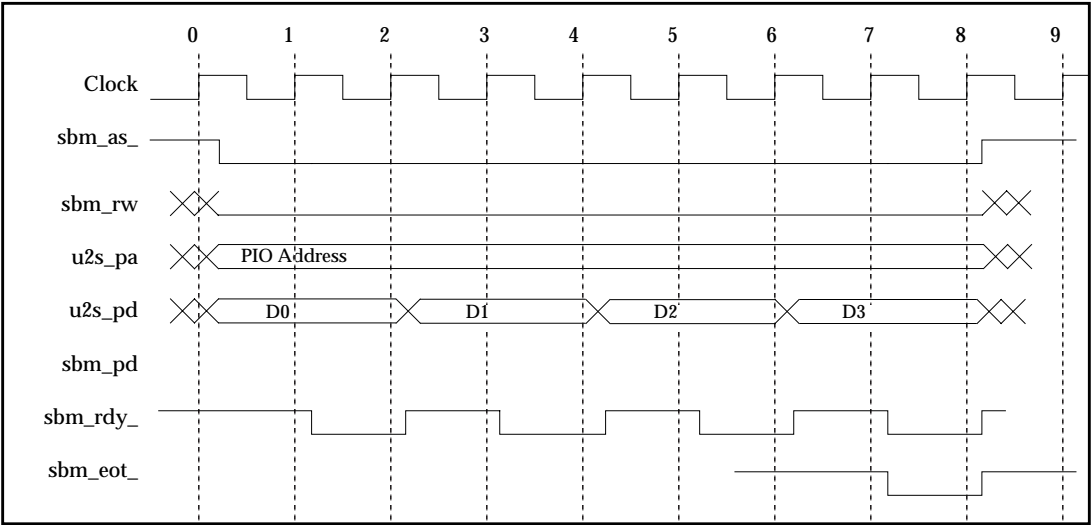 0 1 2 3 4 5 6 7 8 9
Clock
sbm_as_
sbm_rw
u2s_pa PIO Address
u2s_pd D0 D1 D2 D3
sbm_pd
sbm_rdy_
sbm_eot_